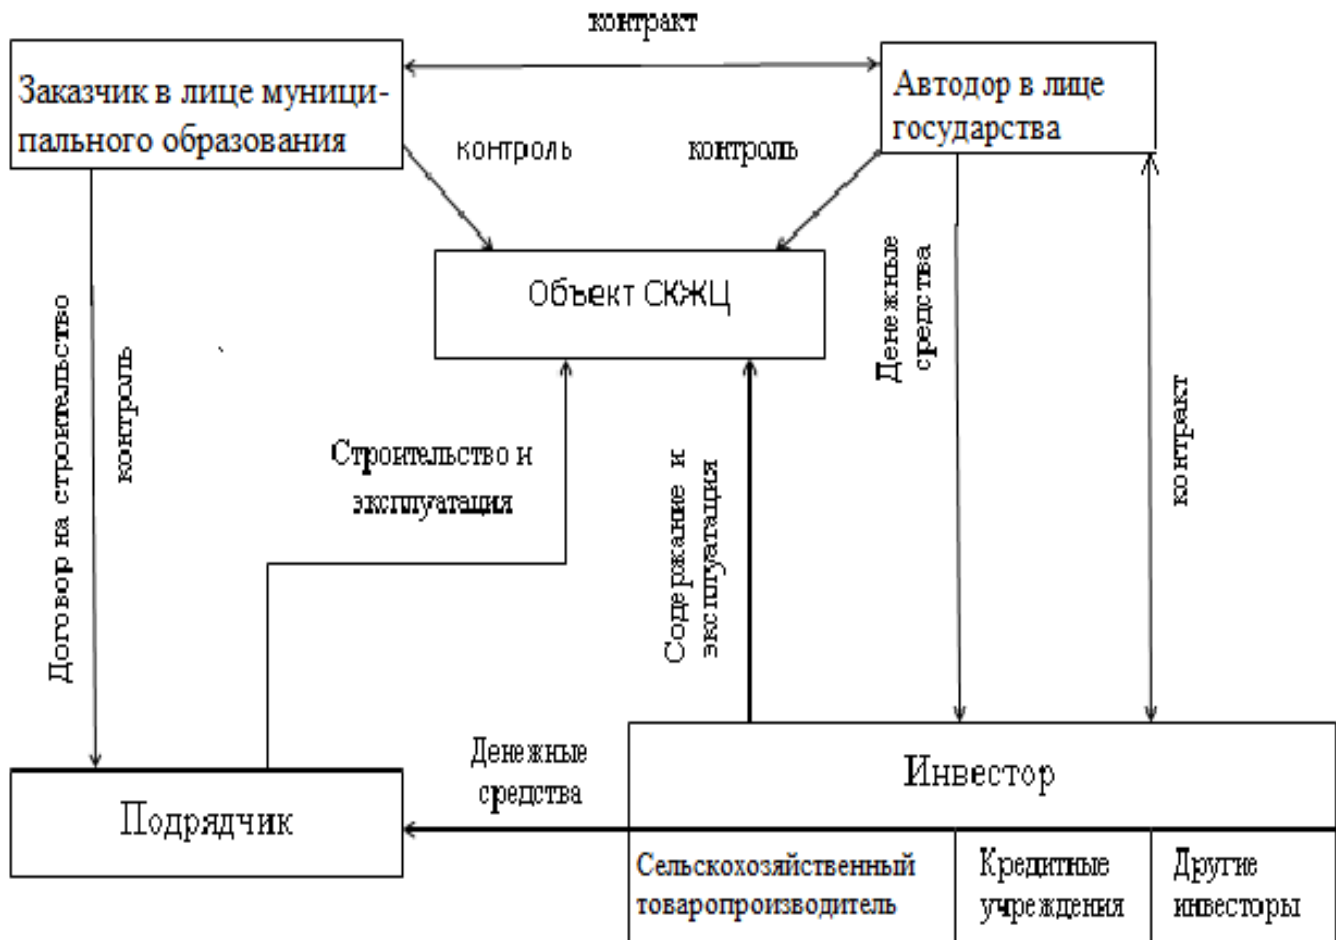 контракт
Заказчик в лице муници-
пального образования
Автодор в лице
государства
контроль
контроль
Объект СКЖЦ
Договор на строительство
контроль
Строительство и
эксплуатация
Содержание и
эксплуатация
Денежные
средства
контракт
Денежные
средства
Подрядчик
Инвестор
Сельскохозяйственный
товаропроизводитель
Кредитные
учреждения
Другие
инвесторы